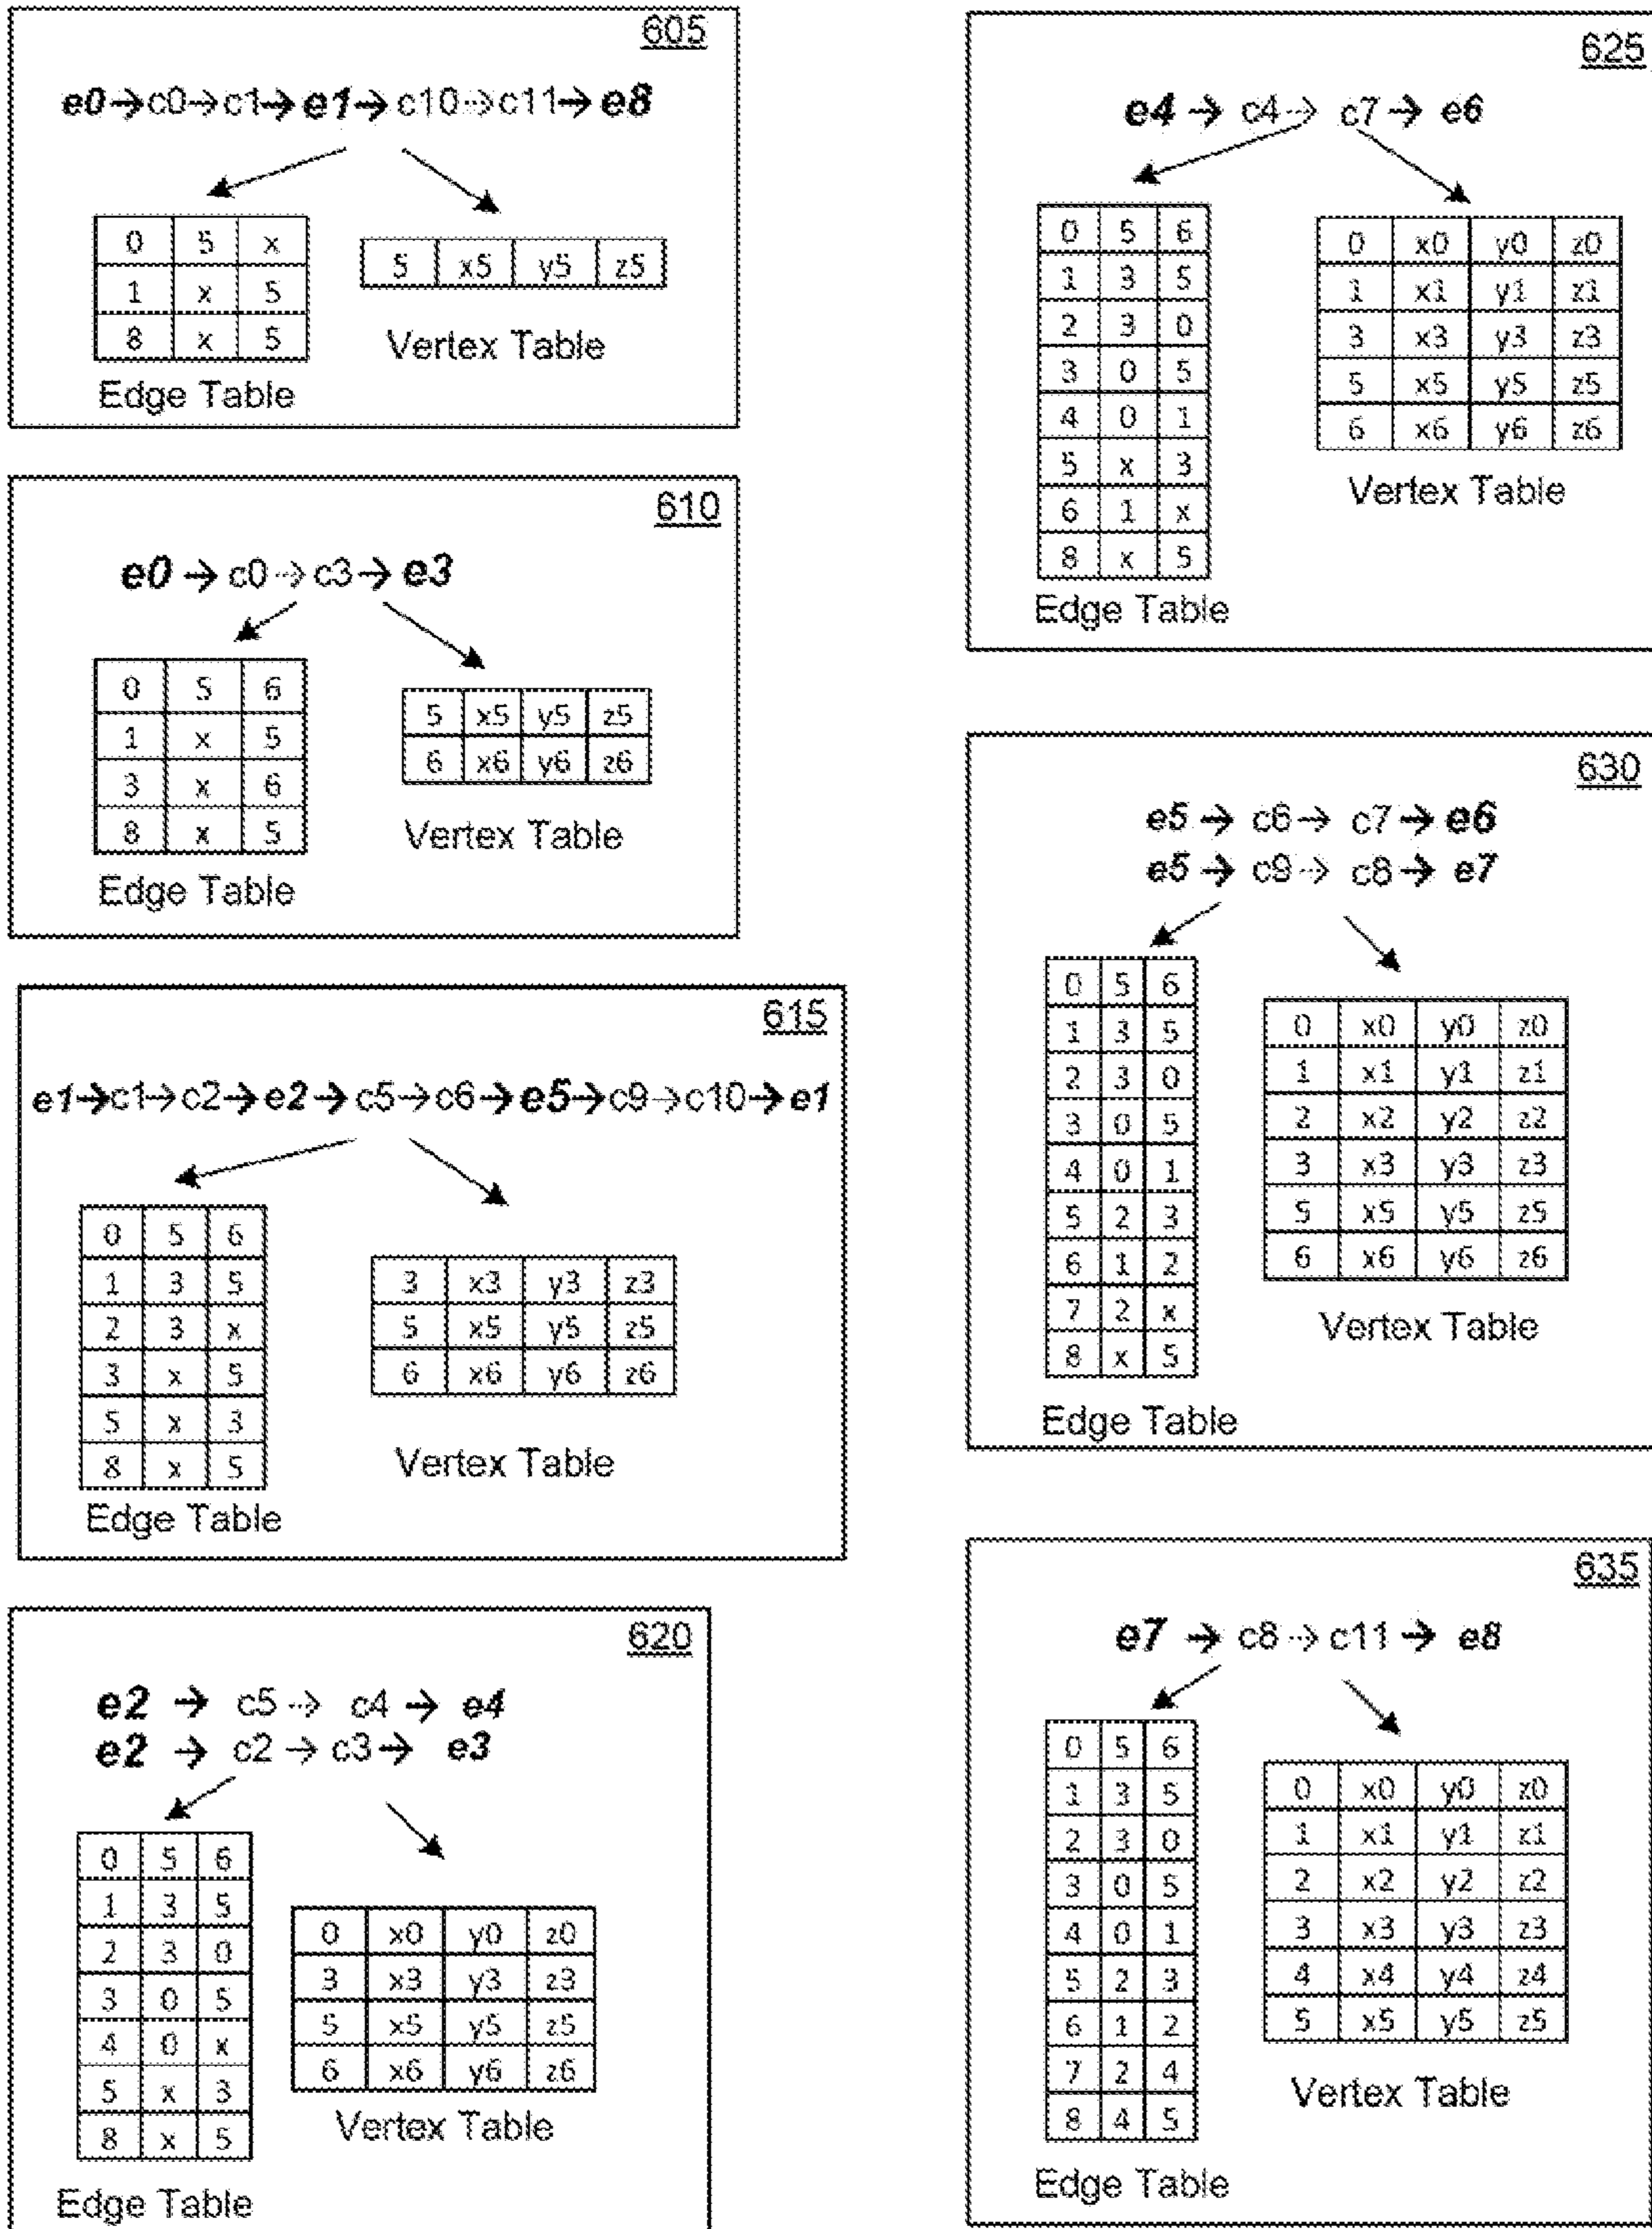 605
e0→c0→c1→e1→c10→c11→e8
0 5 x
1 x 5
8 x 5
Edge Table
5 x5 y5 z5
Vertex Table
610
e0→c0→c3→e3
0 5 6
1 x 5
3 x 6
8 x 5
Edge Table
5 x5 y5 z5
6 x6 y6 z6
Vertex Table
615
e1→c1→c2→e2→c5→c6→e5→c9→c10→e1
0 5 6
1 3 5
2 3 x
3 x 5
5 x 3
8 x 5
Edge Table
3 x3 y3 z3
5 x5 y5 z5
6 x6 y6 z6
Vertex Table
620
e2 → c5 → c4 → e4
e2 → c2 → c3 → e3
0 5 6
1 3 5
2 3 0
3 0 5
4 0 x
5 x 3
8 x 5
Edge Table
0 x0 y0 z0
3 x3 y3 z3
5 x5 y5 z5
6 x6 y6 z6
Vertex Table
625
e4 → c4 → c7 → e6
0 5 6
1 3 5
2 3 0
3 0 5
4 0 1
5 x 3
6 1 x
8 x 5
Edge Table
0 x0 y0 z0
1 x1 y1 z1
3 x3 y3 z3
5 x5 y5 z5
6 x6 y6 z6
Vertex Table
630
e5 → c6 → c7 → e6
e5 → c9 → c8 → e7
0 5 6
1 3 5
2 3 0
3 0 5
4 0 1
5 2 3
6 1 2
7 2 x
8 x 5
Edge Table
0 x0 y0 z0
1 x1 y1 z1
2 x2 y2 z2
3 x3 y3 z3
5 x5 y5 z5
6 x6 y6 z6
Vertex Table
635
e7 → c8 → c11 → e8
0 5 6
1 3 5
2 3 0
3 0 5
4 0 1
5 2 3
6 1 2
7 2 4
8 4 5
Edge Table
0 x0 y0 z0
1 x1 y1 z1
2 x2 y2 z2
3 x3 y3 z3
4 x4 y4 z4
5 x5 y5 z5
Vertex Table